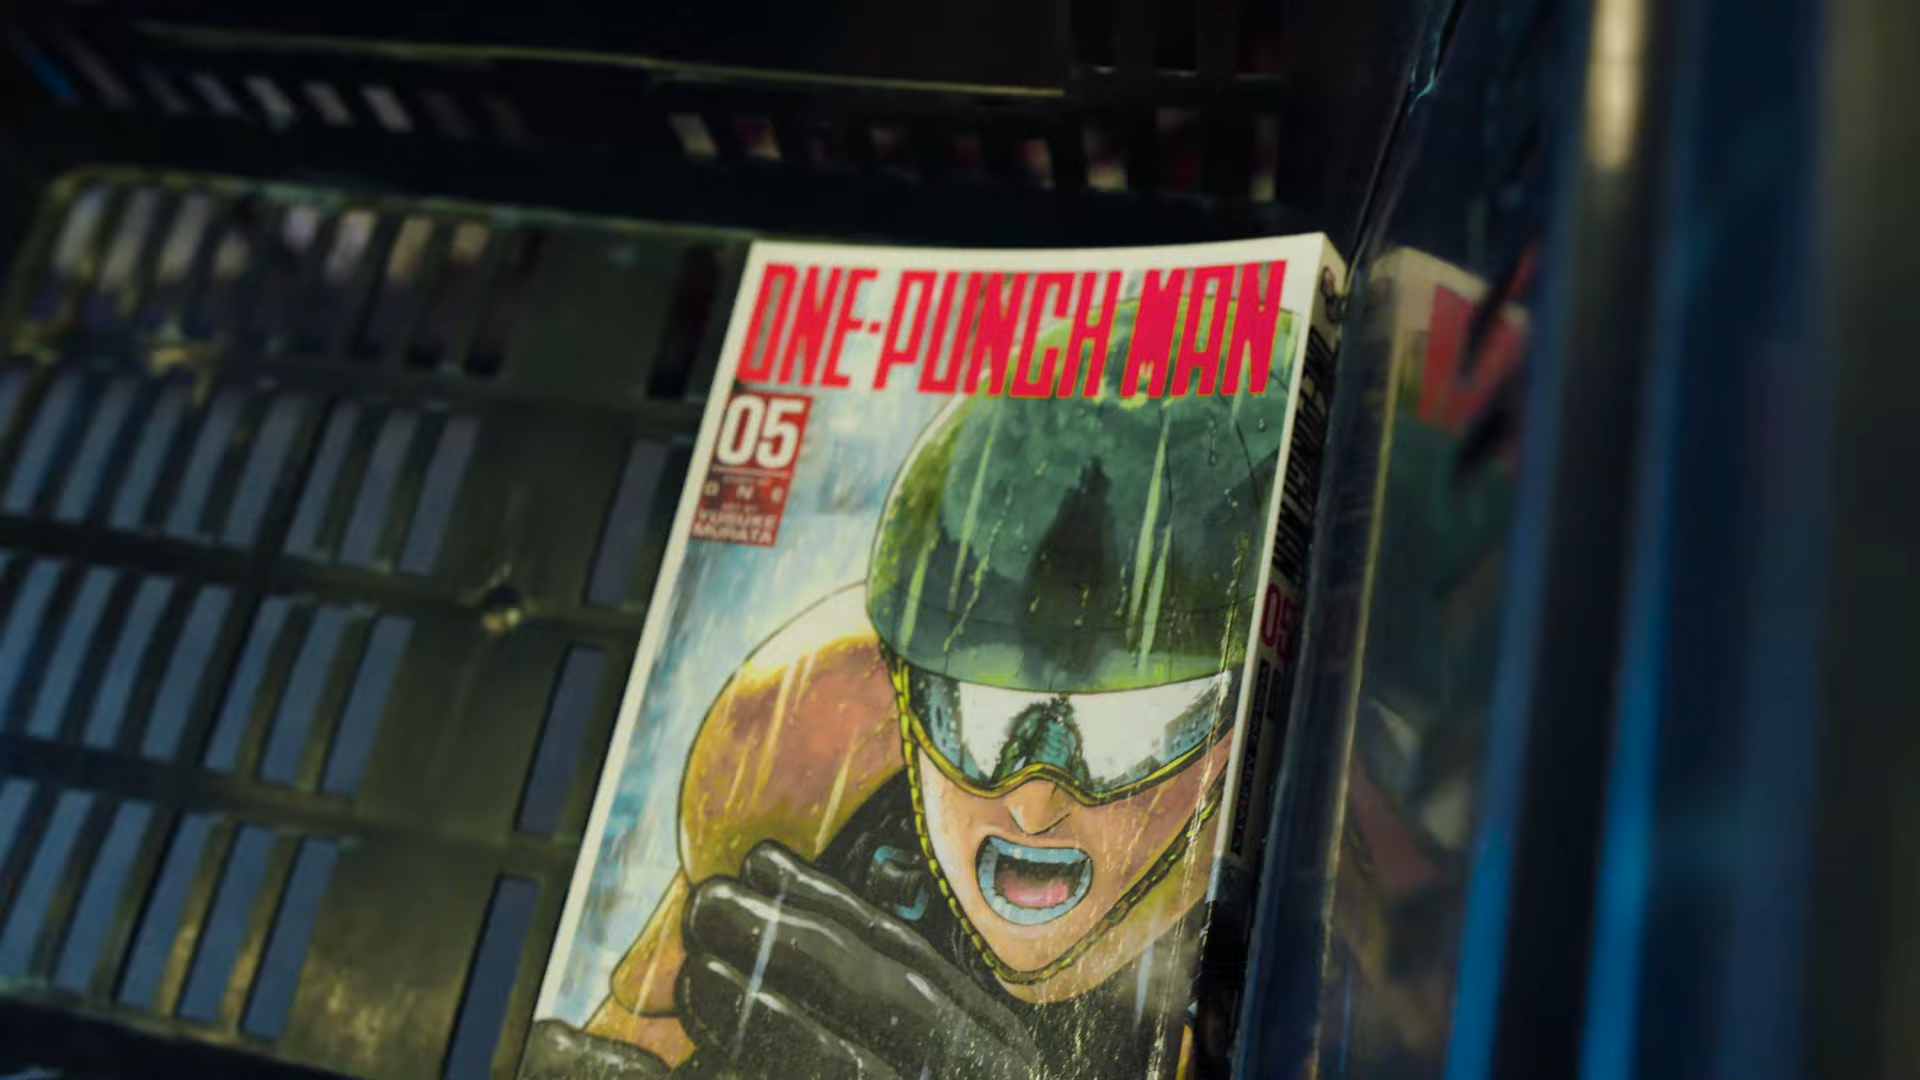 ONE-PUNCH MAN
05
ONE
YUSUKE
MURATA
05